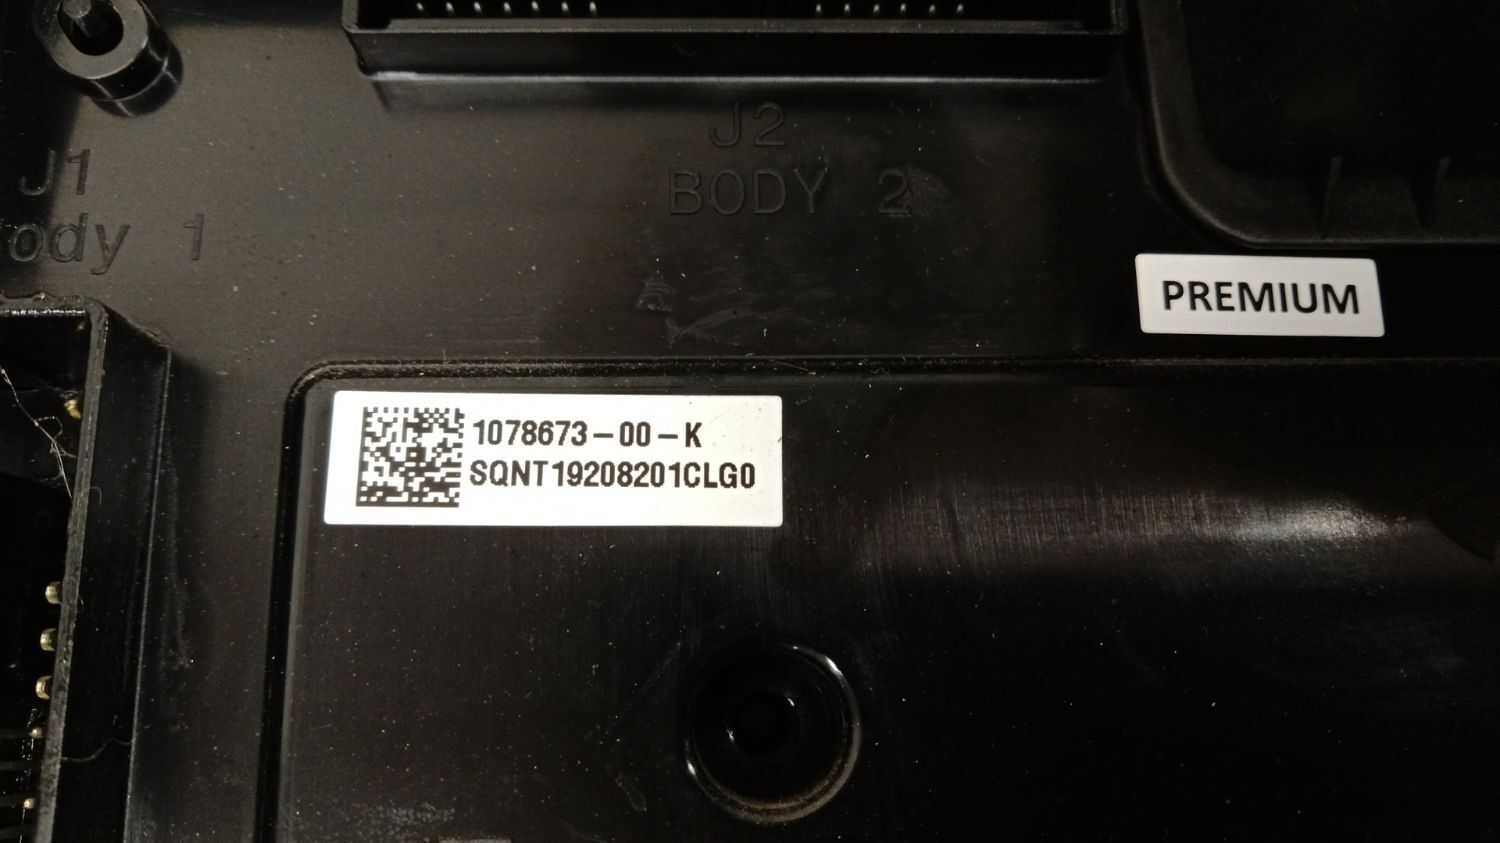 J2
BODY 2
J1
ody 1
PREMIUM
1078673-00-K
SQNT19208201CLG0